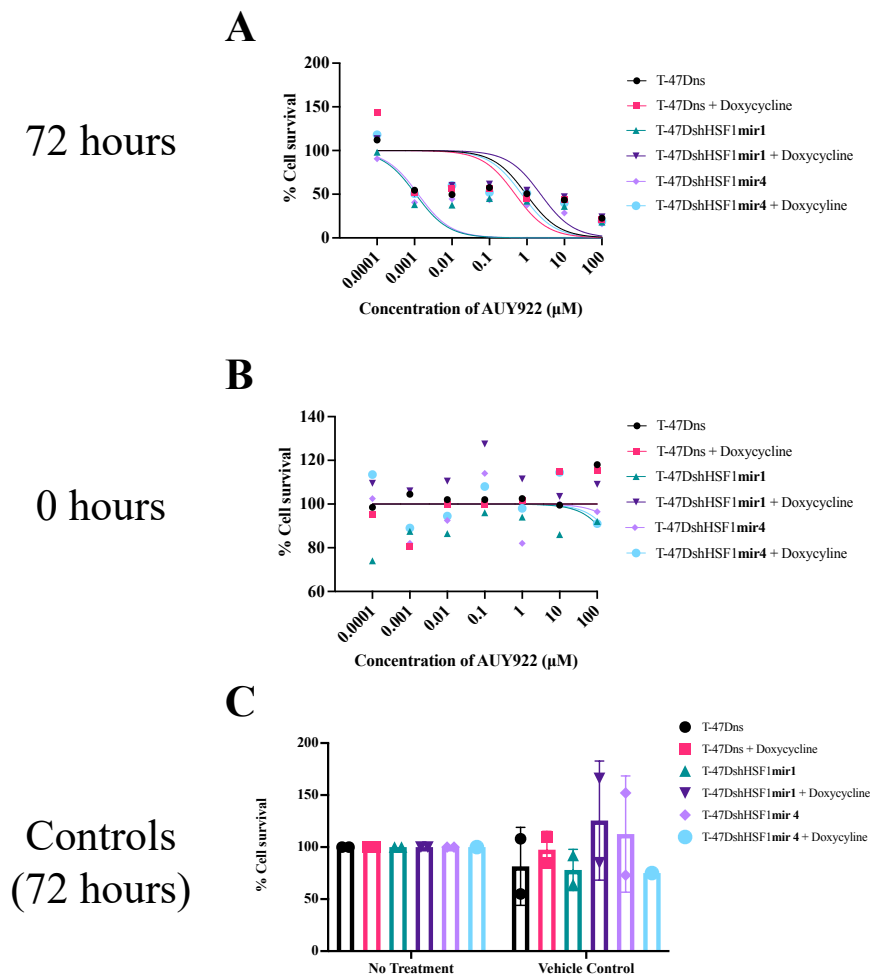 A
72 hours
% Cell survival
200
150
100
50
0
0.0001
0.001
0.01
0.1
1
10
100
Concentration of AUY922 (µM)
T-47Dns
T-47Dns + Doxycycline
T-47DshHSF1mir1
T-47DshHSF1mir1 + Doxycycline
T-47DshHSF1mir4
T-47DshHSF1mir4 + Doxycyline
B
0 hours
% Cell survival
140
120
100
80
60
0.0001
0.001
0.01
0.1
1
10
100
Concentration of AUY922 (µM)
T-47Dns
T-47Dns + Doxycycline
T-47DshHSF1mir1
T-47DshHSF1mir1 + Doxycycline
T-47DshHSF1mir4
T-47DshHSF1mir4 + Doxycyline
C
Controls
(72 hours)
% Cell survival
200
150
100
50
0
No Treatment
Vehicle Control
T-47Dns
T-47Dns + Doxycycline
T-47DshHSF1mir1
T-47DshHSF1mir1 + Doxycycline
T-47DshHSF1mir 4
T-47DshHSF1mir 4 + Doxycyline